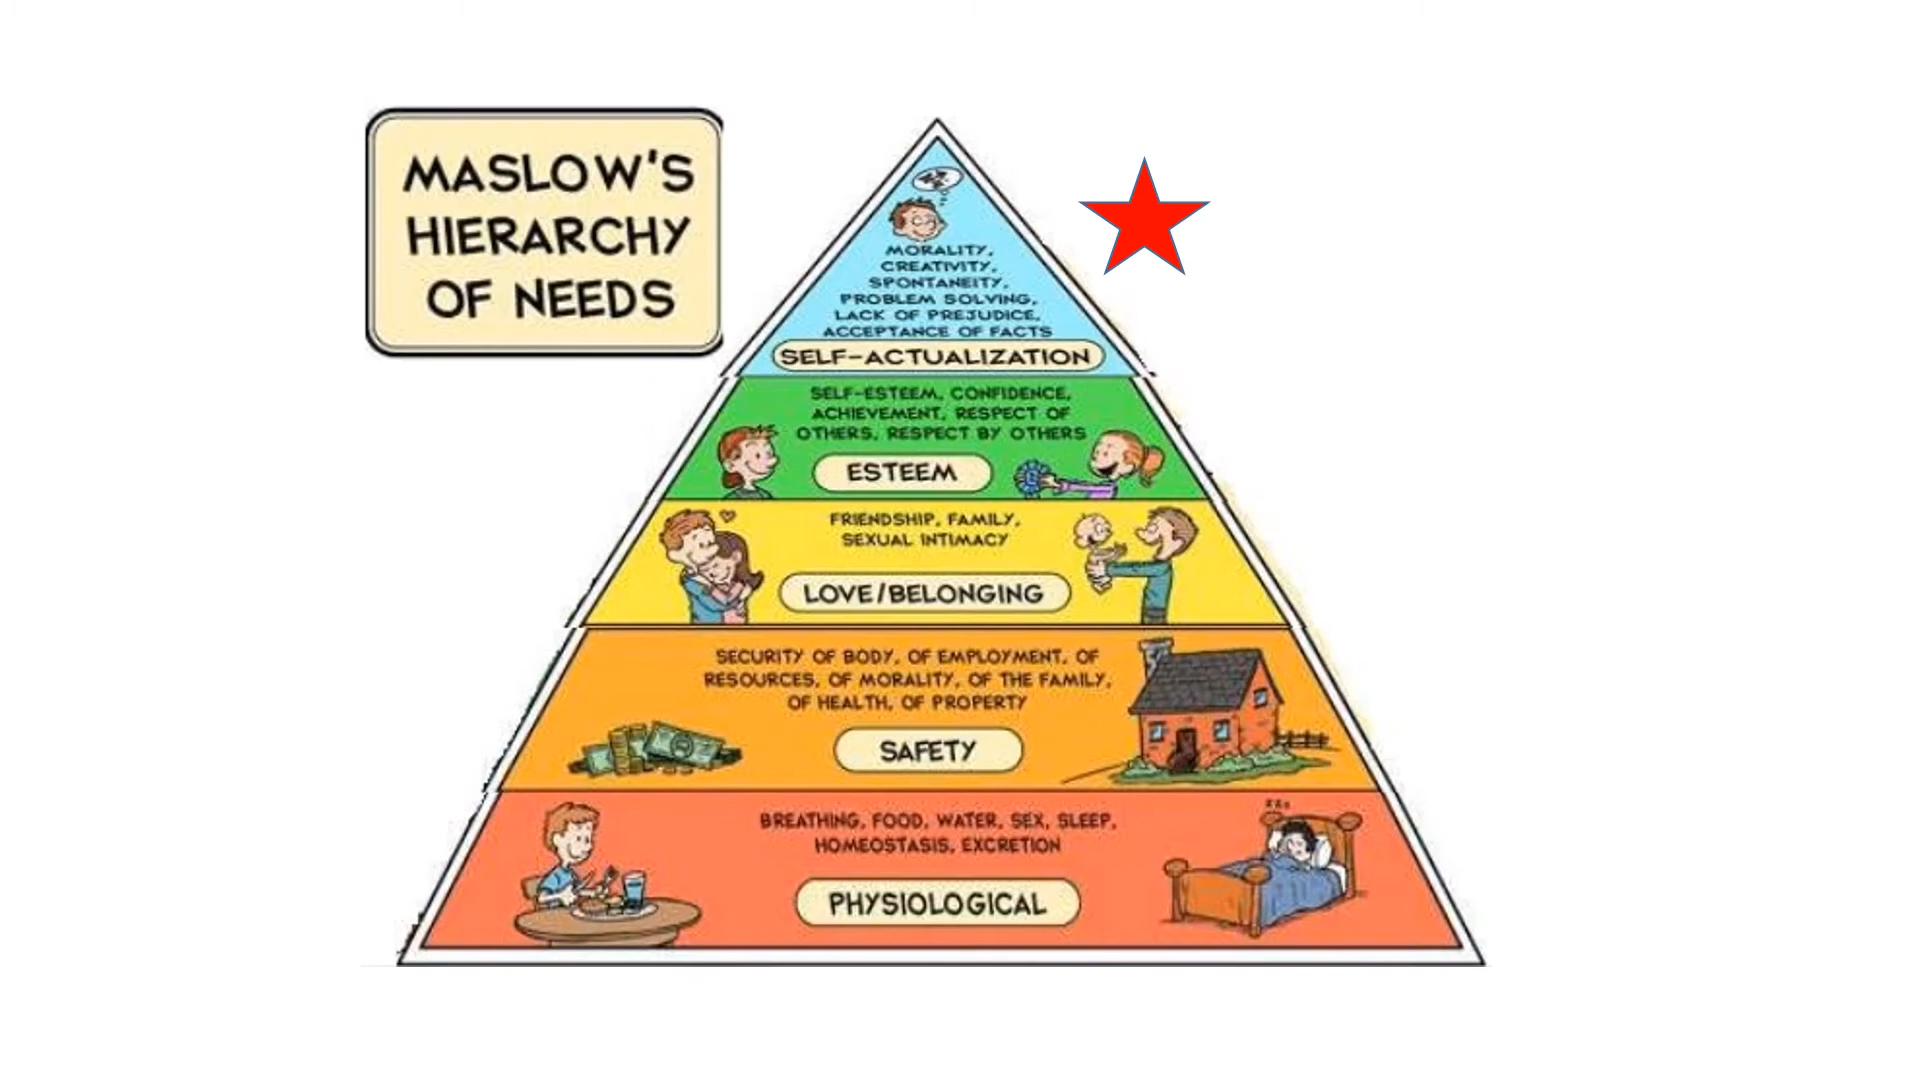 MASLOW'S
HIERARCHY
OF NEEDS
MORALITY,
CREATIVITY,
SPONTANEITY,
PROBLEM SOLVING,
LACK OF PREJUDICE,
ACCEPTANCE OF FACTS
SELF-ACTUALIZATION
SELF-ESTEEM, CONFIDENCE,
ACHIEVEMENT, RESPECT OF
OTHERS, RESPECT BY OTHERS
ESTEEM
FRIENDSHIP, FAMILY,
SEXUAL INTIMACY
LOVE/BELONGING
SECURITY OF BODY, OF EMPLOYMENT, OF
RESOURCES, OF MORALITY, OF THE FAMILY,
OF HEALTH, OF PROPERTY
SAFETY
BREATHING, FOOD, WATER, SEX, SLEEP,
HOMEOSTASIS, EXCRETION
PHYSIOLOGICAL